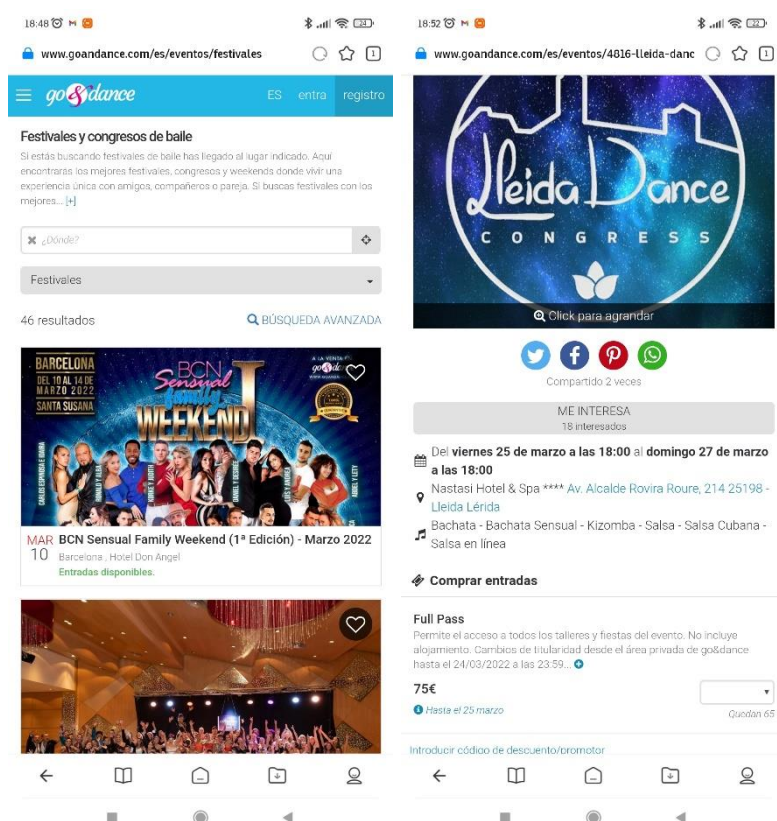 18:48
24
www.goandance.com/es/eventos/festivales
1
go&dance
ES entra registro
Festivales y congresos de baile
Si estás buscando festivales de baile has llegado al lugar indicado. Aquí
encontrarás los mejores festivales, congresos y weekends donde vivir una
experiencia única con amigos, compañeros o pareja. Si buscas festivales con los
mejores... [+]
¿Dónde?
Festivales
46 resultados
BÚSQUEDA AVANZADA
BARCELONA
DEL 10 AL 14 DE
MARZO 2022
SANTA SUSANA
BCN
Sensual
family
WEEKEND
A LA VENTA
MAR
10
BCN Sensual Family Weekend (1ª Edición) - Marzo 2022
Barcelona , Hotel Don Angel
Entradas disponibles.
18:52
22
www.goandance.com/es/eventos/4816-lleida-danc
1
Lleida Dance
CONGRESS
Click para agrandar
Compartido 2 veces
ME INTERESA
18 interesados
Del viernes 25 de marzo a las 18:00 al domingo 27 de marzo
a las 18:00
Nastasi Hotel & Spa **** Av. Alcalde Rovira Roure, 214 25198 -
Lleida Lérida
Bachata - Bachata Sensual - Kizomba - Salsa - Salsa Cubana -
Salsa en línea
Comprar entradas
Full Pass
Permite el acceso a todos los talleres y fiestas del evento. No incluye
alojamiento. Cambios de titularidad desde el área privada de go&dance
hasta el 24/03/2022 a las 23:59...
75€
Hasta el 25 marzo
Quedan 65
Introducir código de descuento/promotor